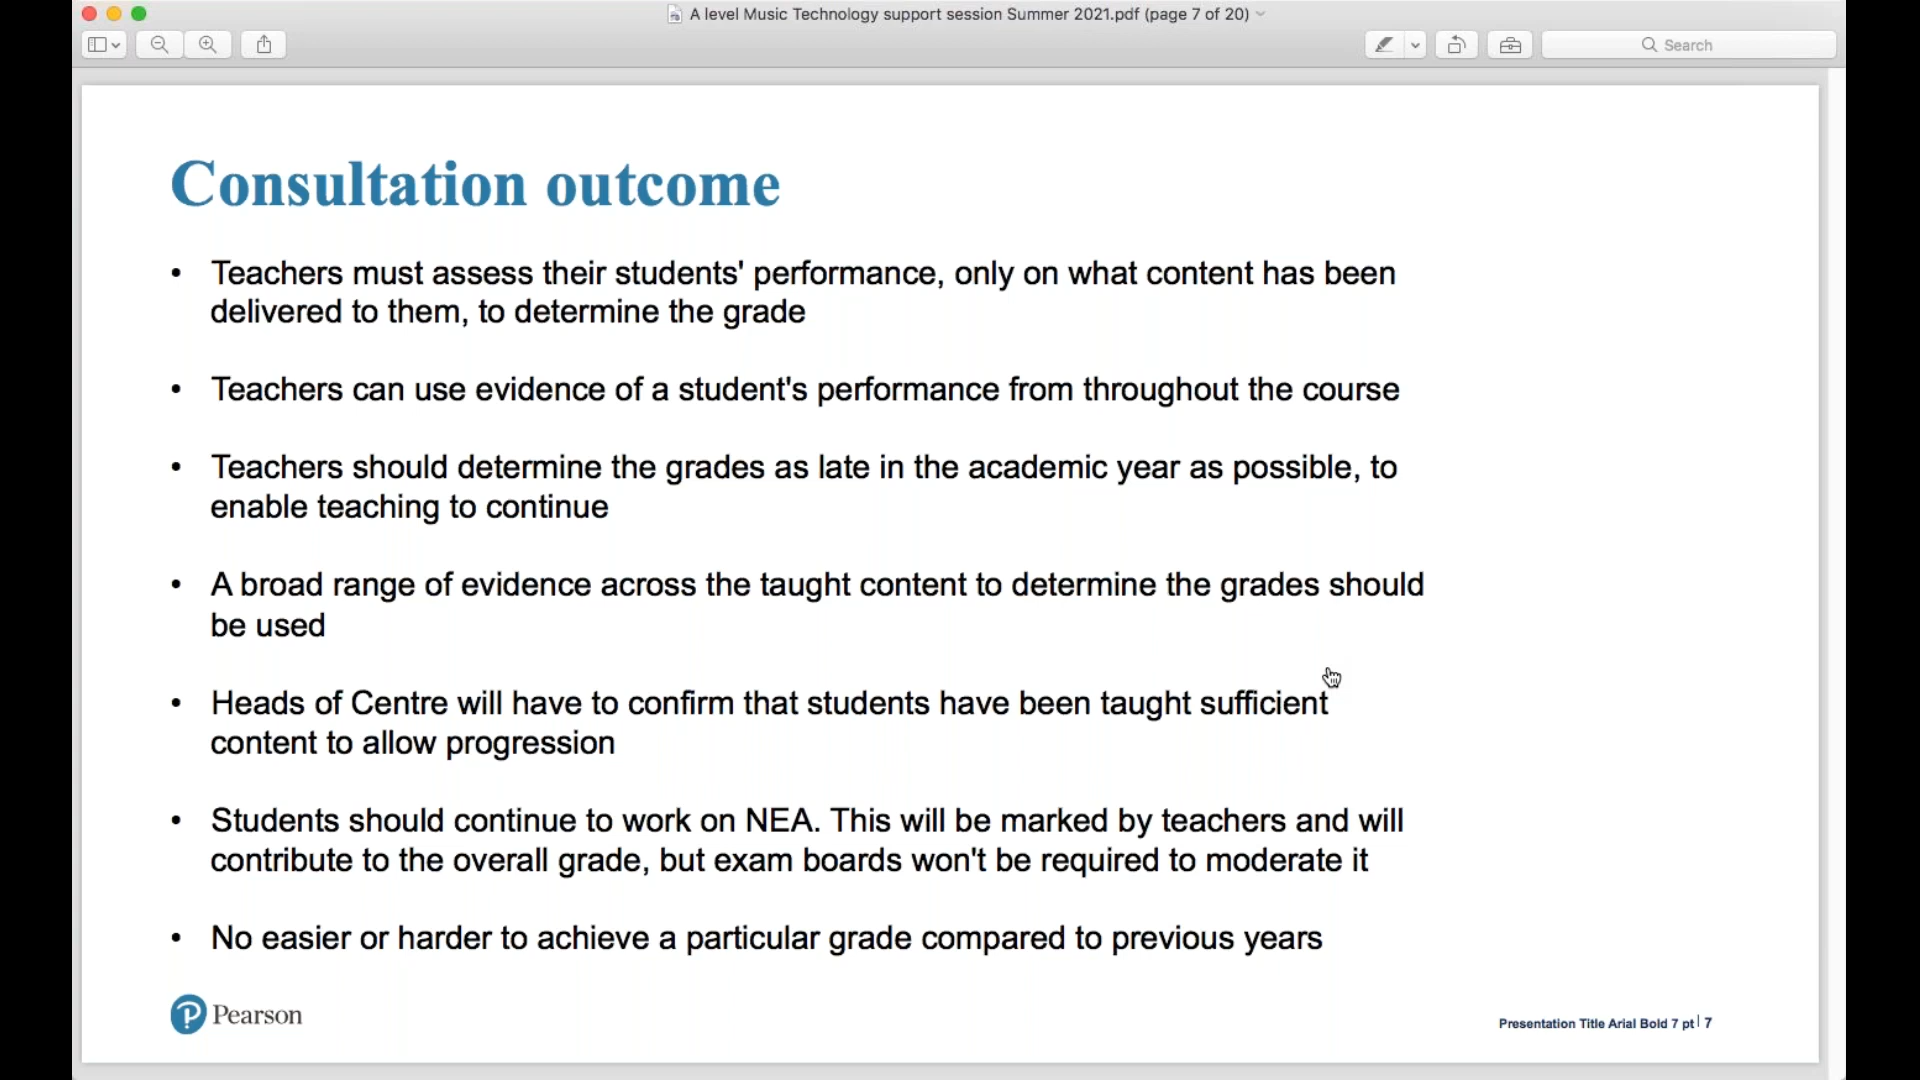 A level Music Technology support session Summer 2021.pdf (page 7 of 20)
Search
Consultation outcome
• Teachers must assess their students' performance, only on what content has been
delivered to them, to determine the grade
• Teachers can use evidence of a student's performance from throughout the course
• Teachers should determine the grades as late in the academic year as possible, to
enable teaching to continue
• A broad range of evidence across the taught content to determine the grades should
be used
• Heads of Centre will have to confirm that students have been taught sufficient
content to allow progression
• Students should continue to work on NEA. This will be marked by teachers and will
contribute to the overall grade, but exam boards won't be required to moderate it
• No easier or harder to achieve a particular grade compared to previous years
Pearson
Presentation Title Arial Bold 7 pt | 7